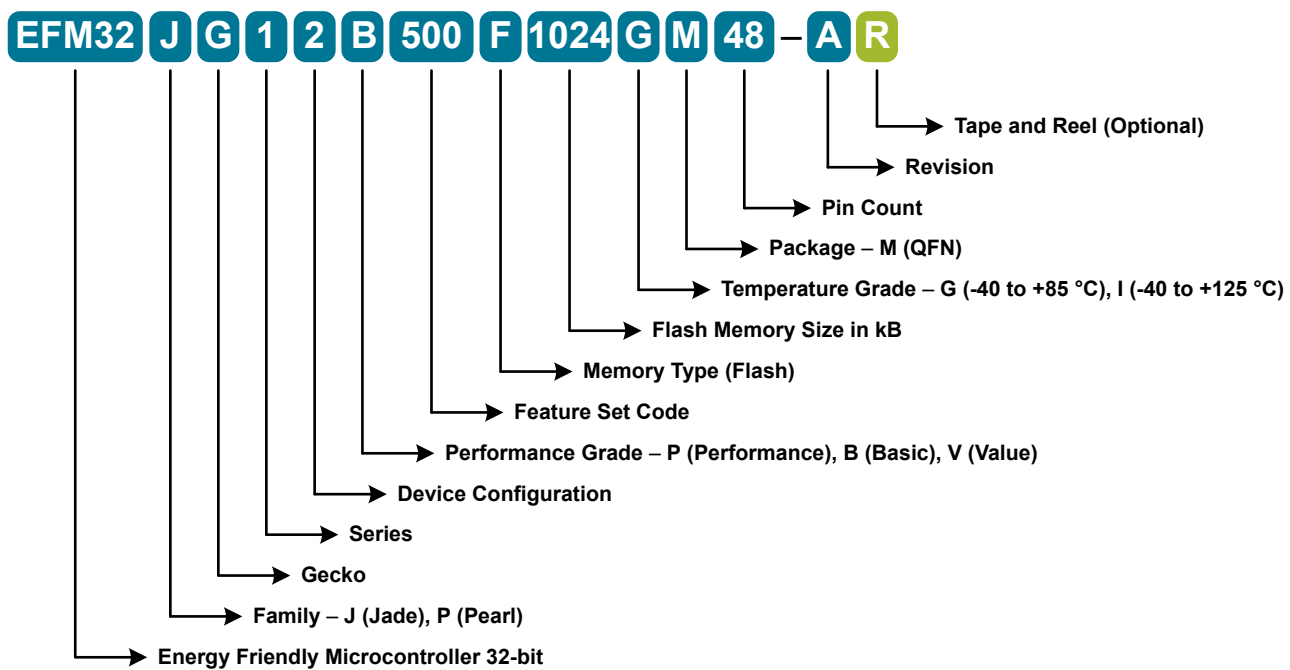 EFM32 J G 1 2 B 500 F 1024 G M 48 – A R
Tape and Reel (Optional)
Revision
Pin Count
Package – M (QFN)
Temperature Grade – G (-40 to +85 °C), I (-40 to +125 °C)
Flash Memory Size in kB
Memory Type (Flash)
Feature Set Code
Performance Grade – P (Performance), B (Basic), V (Value)
Device Configuration
Series
Gecko
Family – J (Jade), P (Pearl)
Energy Friendly Microcontroller 32-bit